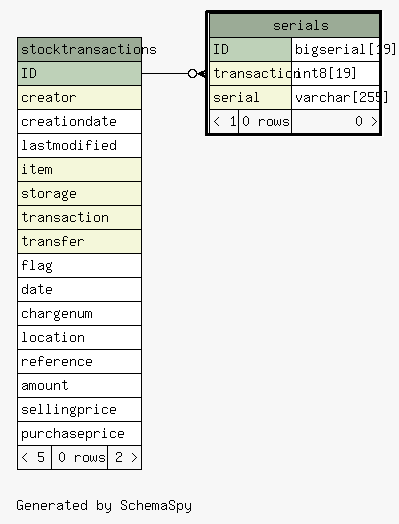 stocktransactions
ID
creator
creationdate
lastmodified
item
storage
transaction
transfer
flag
date
chargenum
location
reference
amount
sellingprice
purchaseprice
< 5 0 rows 2 >
serials
ID bigserial[19]
transaction int8[19]
serial varchar[255]
< 1 0 rows 0 >
Generated by SchemaSpy